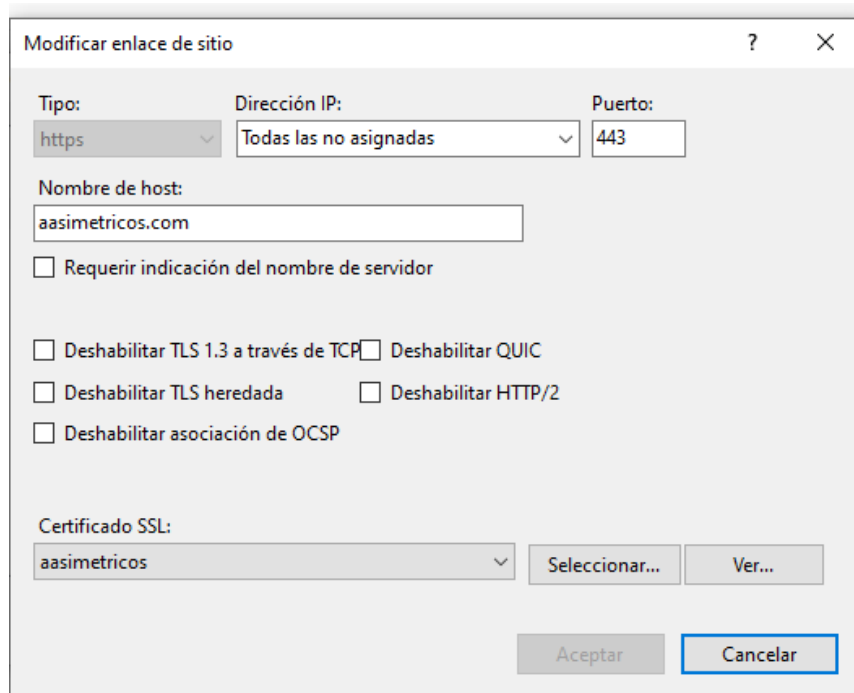 Modificar enlace de sitio ? X
Tipo: Dirección IP: Puerto:
https Todas las no asignadas 443
Nombre de host:
aasimetricos.com
Requerir indicación del nombre de servidor
Deshabilitar TLS 1.3 a través de TCP Deshabilitar QUIC
Deshabilitar TLS heredada Deshabilitar HTTP/2
Deshabilitar asociación de OCSP
Certificado SSL:
aasimetricos Seleccionar... Ver...
Aceptar Cancelar